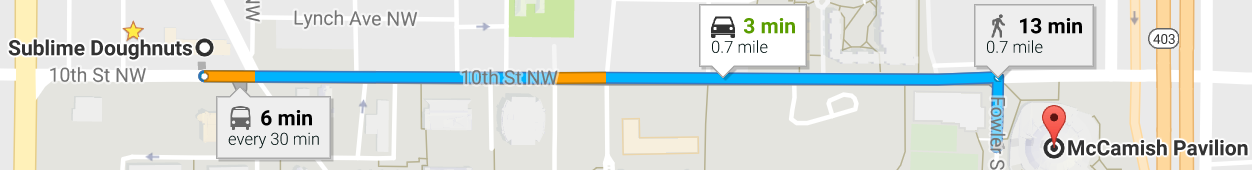 NW
Lynch Ave NW
3 min
0.7 mile
13 min
0.7 mile
403
Sublime Doughnuts
10th St NW
10th St NW
6 min
every 30 min
Fowler S
McCamish Pavilion